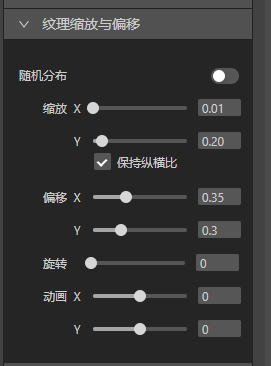 纹理缩放与偏移
随机分布
缩放 X 0.01
Y 0.20
保持纵横比
偏移 X 0.35
Y 0.3
旋转 0
动画 X 0
Y 0